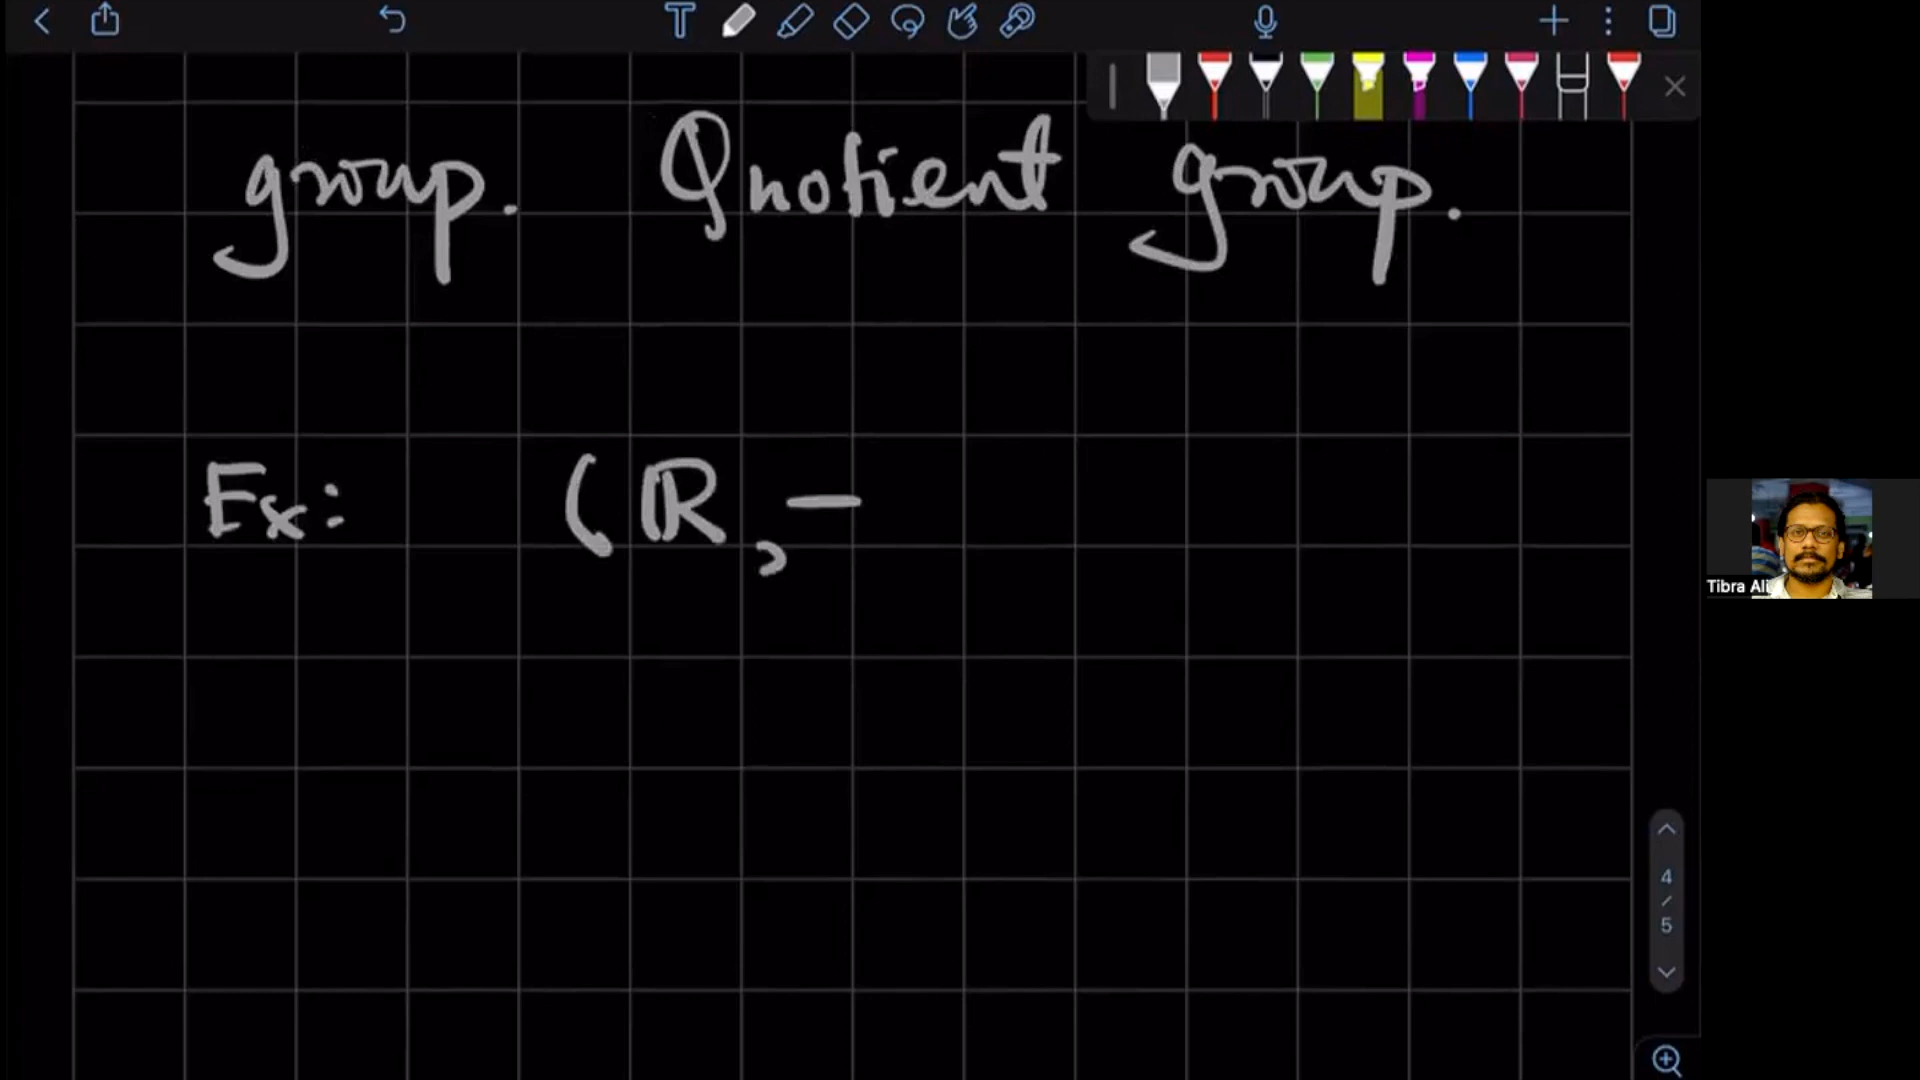 group. Quotient group.
Ex: (ℝ, –
Tibra Ali
4
/
5